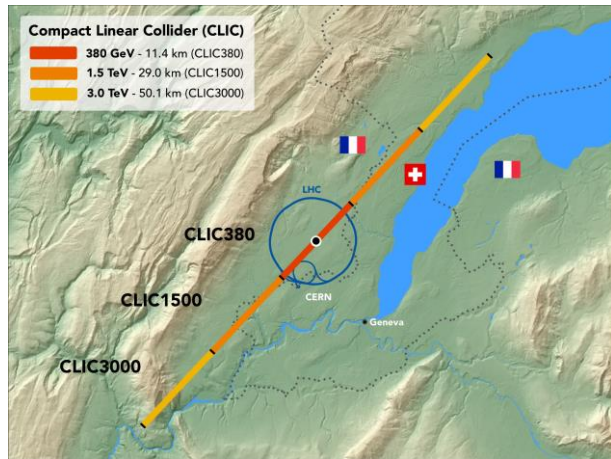 Compact Linear Collider (CLIC)
380 GeV - 11.4 km (CLIC380)
1.5 TeV - 29.0 km (CLIC1500)
3.0 TeV - 50.1 km (CLIC3000)
LHC
CLIC380
CERN
CLIC1500
Geneva
CLIC3000